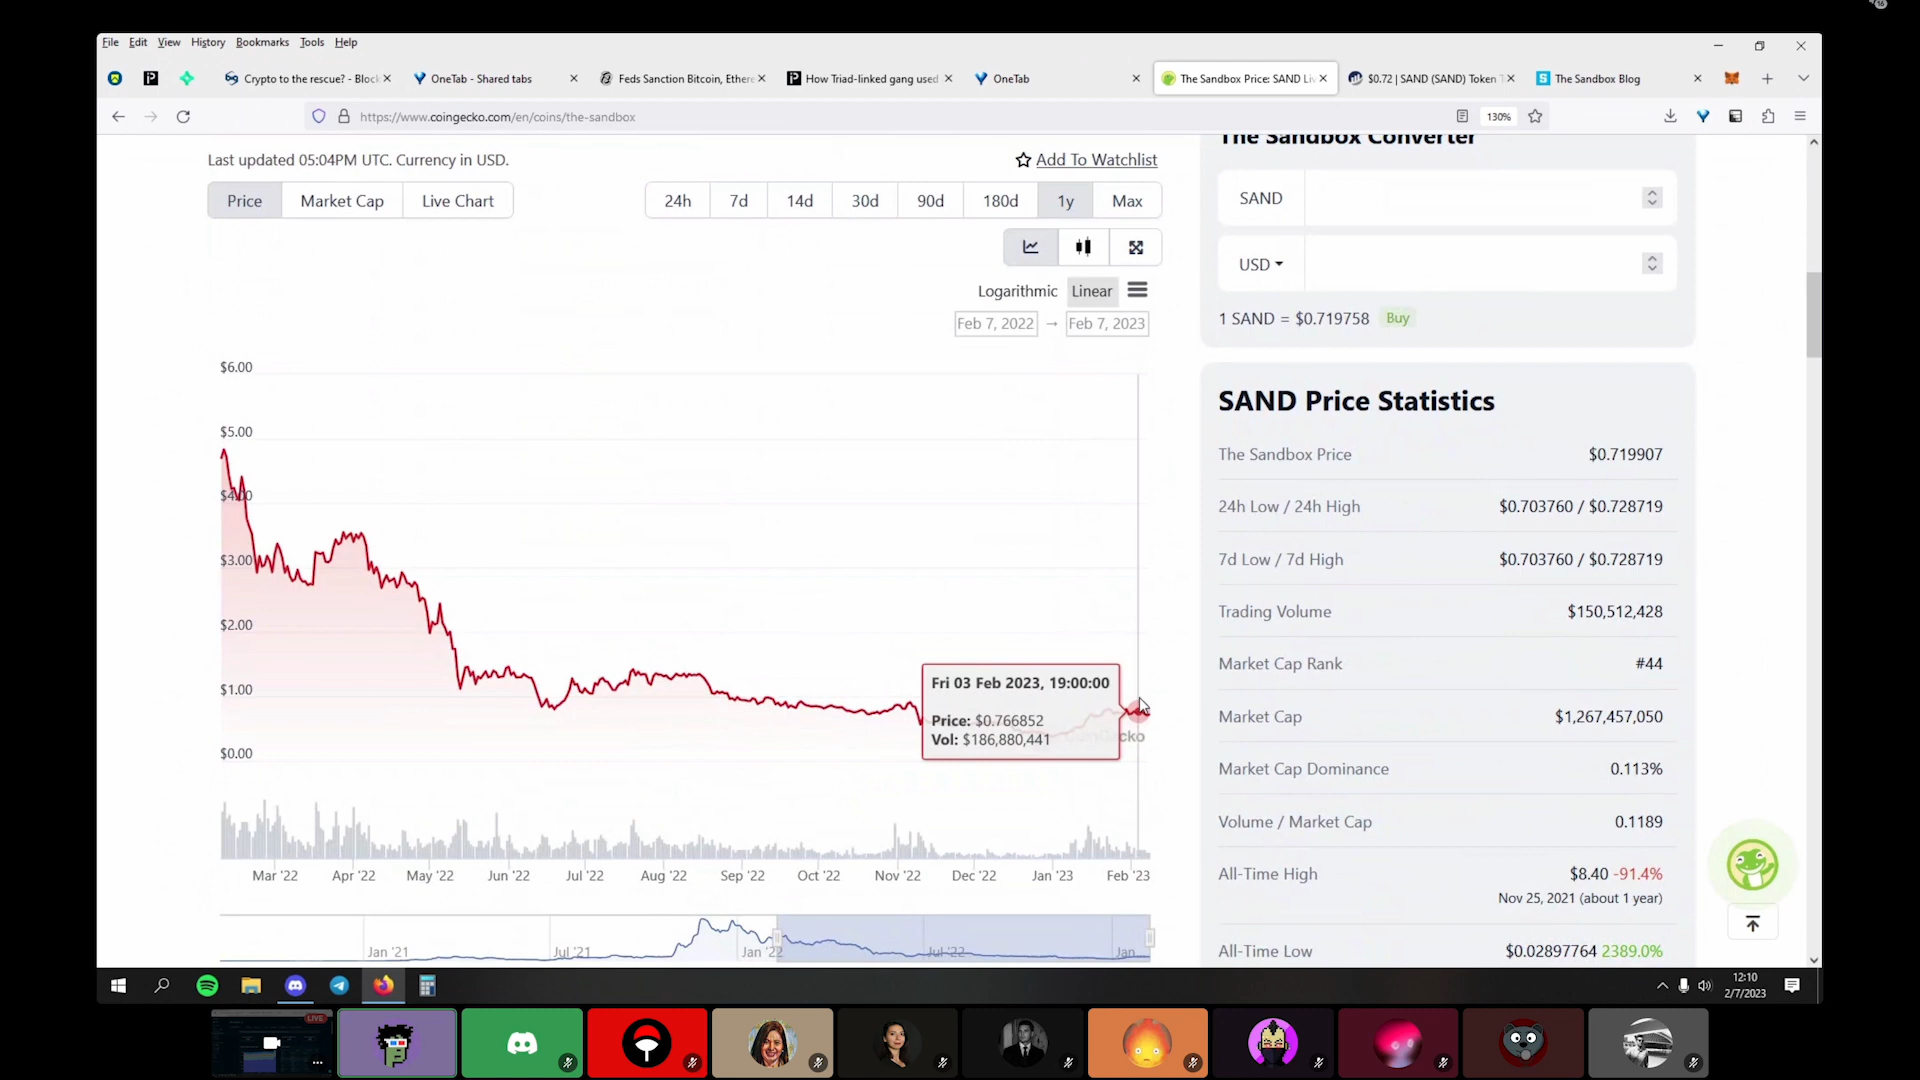 16
File Edit View History Bookmarks Tools Help
Crypto to the rescue? - Block
OneTab - Shared tabs
Feds Sanction Bitcoin, Ethere
How Triad-linked gang used
OneTab
The Sandbox Price: SAND Liv
$0.72 | SAND (SAND) Token T
The Sandbox Blog
https://www.coingecko.com/en/coins/the-sandbox
130%
Last updated 05:04PM UTC. Currency in USD.
Add To Watchlist
Price Market Cap Live Chart
24h 7d 14d 30d 90d 180d 1y Max
Logarithmic Linear
Feb 7, 2022 → Feb 7, 2023
$6.00
$5.00
$4.00
$3.00
$2.00
$1.00
$0.00
Fri 03 Feb 2023, 19:00:00
Price: $0.766852
Vol: $186,880,441
Mar '22 Apr '22 May '22 Jun '22 Jul '22 Aug '22 Sep '22 Oct '22 Nov '22 Dec '22 Jan '23 Feb '23
Jan '21 Jul '21 Jan '22 Jul '22 Jan
The Sandbox Converter
SAND
USD
1 SAND = $0.719758 Buy
SAND Price Statistics
The Sandbox Price $0.719907
24h Low / 24h High $0.703760 / $0.728719
7d Low / 7d High $0.703760 / $0.728719
Trading Volume $150,512,428
Market Cap Rank #44
Market Cap $1,267,457,050
Market Cap Dominance 0.113%
Volume / Market Cap 0.1189
All-Time High $8.40 -91.4%
Nov 25, 2021 (about 1 year)
All-Time Low $0.02897764 2389.0%
12:10
2/7/2023
LIVE